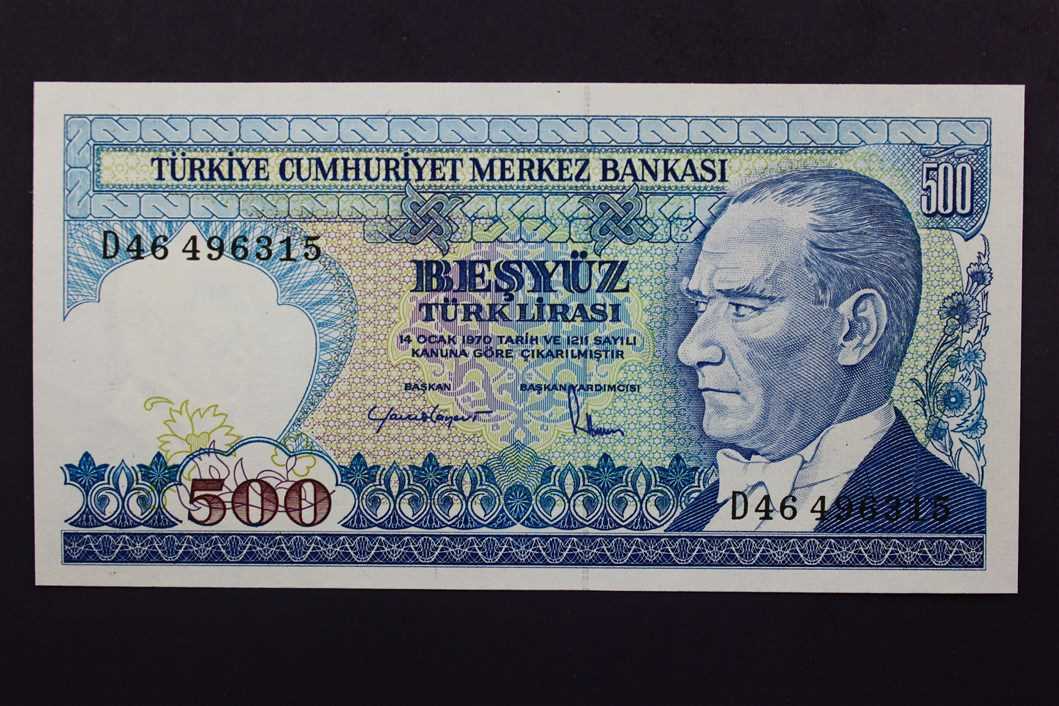 TÜRKİYE CUMHURİYET MERKEZ BANKASI
500
D46 496315
BEŞYÜZ
TÜRK LİRASI
14 OCAK 1970 TARİH VE 1211 SAYILI
KANUNA GÖRE ÇIKARILMIŞTIR
BAŞKAN BAŞKAN YARDIMCISI
500
D46 496315